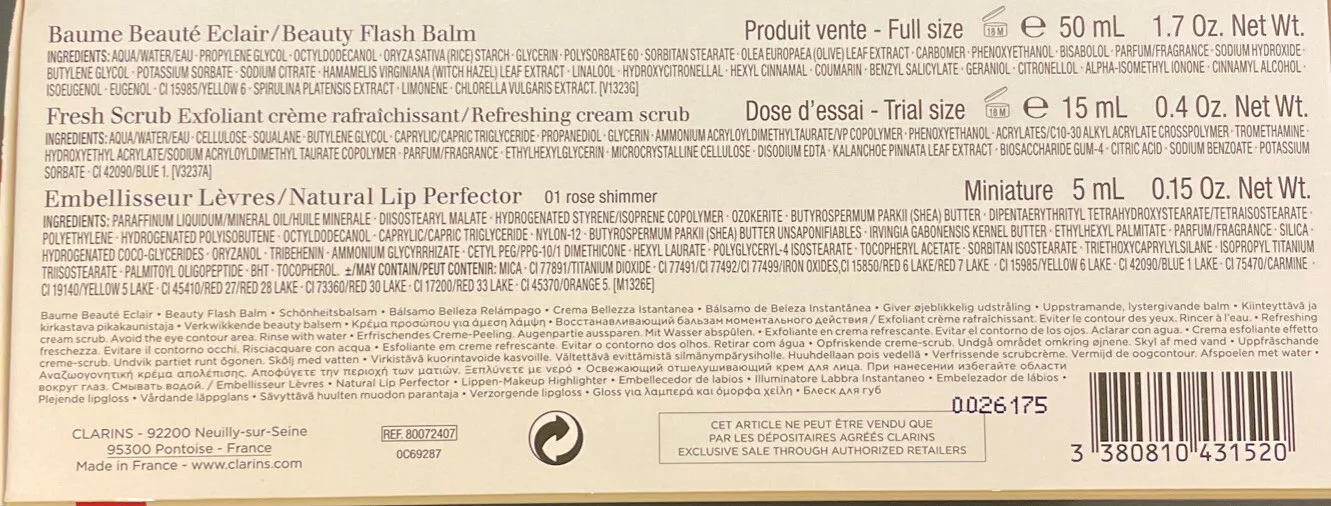 Baume Beauté Eclair/Beauty Flash Balm Produit vente - Full size 18 M e 50 mL 1.7 Oz. Net Wt.
INGREDIENTS: AQUA/WATER/EAU · PROPYLENE GLYCOL · OCTYLDODECANOL · ORYZA SATIVA (RICE) STARCH · GLYCERIN · POLYSORBATE 60 · SORBITAN STEARATE · OLEA EUROPAEA (OLIVE) LEAF EXTRACT · CARBOMER · PHENOXYETHANOL · BISABOLOL · PARFUM/FRAGRANCE · SODIUM HYDROXIDE ·
BUTYLENE GLYCOL · POTASSIUM SORBATE · SODIUM CITRATE · HAMAMELIS VIRGINIANA (WITCH HAZEL) LEAF EXTRACT · LINALOOL · HYDROXYCITRONELLAL · HEXYL CINNAMAL · COUMARIN · BENZYL SALICYLATE · GERANIOL · CITRONELLOL · ALPHA-ISOMETHYL IONONE · CINNAMYL ALCOHOL ·
ISOEUGENOL · EUGENOL · CI 15985/YELLOW 6 · SPIRULINA PLATENSIS EXTRACT · LIMONENE · CHLORELLA VULGARIS EXTRACT. [V1323G]
Fresh Scrub Exfoliant crème rafraîchissant/Refreshing cream scrub Dose d'essai - Trial size 18 M e 15 mL 0.4 Oz. Net Wt.
INGREDIENTS: AQUA/WATER/EAU · CELLULOSE · SQUALANE · BUTYLENE GLYCOL · CAPRYLIC/CAPRIC TRIGLYCERIDE · PROPANEDIOL · GLYCERIN · AMMONIUM ACRYLOYLDIMETHYLTAURATE/VP COPOLYMER · PHENOXYETHANOL · ACRYLATES/C10-30 ALKYL ACRYLATE CROSSPOLYMER · TROMETHAMINE ·
HYDROXYETHYL ACRYLATE/SODIUM ACRYLOYLDIMETHYL TAURATE COPOLYMER · PARFUM/FRAGRANCE · ETHYLHEXYLGLYCERIN · MICROCRYSTALLINE CELLULOSE · DISODIUM EDTA · KALANCHOE PINNATA LEAF EXTRACT · BIOSACCHARIDE GUM-4 · CITRIC ACID · SODIUM BENZOATE · POTASSIUM
SORBATE · CI 42090/BLUE 1. [V3237A]
Embellisseur Lèvres/Natural Lip Perfector 01 rose shimmer Miniature 5 mL 0.15 Oz. Net Wt.
INGREDIENTS: PARAFFINUM LIQUIDUM/MINERAL OIL/HUILE MINERALE · DIISOSTEARYL MALATE · HYDROGENATED STYRENE/ISOPRENE COPOLYMER · OZOKERITE · BUTYROSPERMUM PARKII (SHEA) BUTTER · DIPENTAERYTHRITYL TETRAHYDROXYSTEARATE/TETRAISOSTEARATE ·
POLYETHYLENE · HYDROGENATED POLYISOBUTENE · OCTYLDODECANOL · CAPRYLIC/CAPRIC TRIGLYCERIDE · NYLON-12 · BUTYROSPERMUM PARKII (SHEA) BUTTER UNSAPONIFIABLES · IRVINGIA GABONENSIS KERNEL BUTTER · ETHYLHEXYL PALMITATE · PARFUM/FRAGRANCE · SILICA ·
HYDROGENATED COCO-GLYCERIDES · ORYZANOL · TRIBEHENIN · AMMONIUM GLYCYRRHIZATE · CETYL PEG/PPG-10/1 DIMETHICONE · HEXYL LAURATE · POLYGLYCERYL-4 ISOSTEARATE · TOCOPHERYL ACETATE · SORBITAN ISOSTEARATE · TRIETHOXYCAPRYLYLSILANE · ISOPROPYL TITANIUM
TRIISOSTEARATE · PALMITOYL OLIGOPEPTIDE · BHT · TOCOPHEROL. ±/MAY CONTAIN/PEUT CONTENIR: MICA · CI 77891/TITANIUM DIOXIDE · CI 77491/CI 77492/CI 77499/IRON OXIDES,CI 15850/RED 6 LAKE/RED 7 LAKE · CI 15985/YELLOW 6 LAKE · CI 42090/BLUE 1 LAKE · CI 75470/CARMINE ·
CI 19140/YELLOW 5 LAKE · CI 45410/RED 27/RED 28 LAKE · CI 73360/RED 30 LAKE · CI 17200/RED 33 LAKE · CI 45370/ORANGE 5. [M1326E]
Baume Beauté Eclair • Beauty Flash Balm • Schönheitsbalsam • Bálsamo Belleza Relámpago • Crema Bellezza Istantanea • Bálsamo de Beleza Instantânea • Giver øjeblikkelig udstråling • Uppstramande, lystergivande balm • Kiinteyttävä ja
kirkastava pikakaunistaja • Verkwikkende beauty balsem • Κρέμα προσώπου για άμεση λάμψη • Восстанавливающий бальзам моментального действия / Exfoliant crème rafraîchissant. Eviter le contour des yeux. Rincer à l'eau. • Refreshing
cream scrub. Avoid the eye contour area. Rinse with water • Erfrischendes Creme-Peeling. Augenpartie aussparen. Mit Wasser abspülen. • Exfoliante en crema refrescante. Evitar el contorno de los ojos. Aclarar con agua. • Crema esfoliante effetto
freschezza. Evitare il contorno occhi. Risciacquare con acqua • Esfoliante em creme refrescante. Evitar o contorno dos olhos. Retirar com água • Opfriskende creme-scrub. Undgå området omkring øjnene. Skyl af med vand • Uppfräschande
creme-scrub. Undvik partiet runt ögonen. Skölj med vatten • Virkistävä kuorintavoide kasvoille. Vältettävä evittämistä silmänympärysiholle. Huuhdellaan pois vedellä • Verfrissende scrubcrème. Vermijd de oogcontour. Afspoelen met water •
Αναζωογονητική κρέμα απολέπισης. Αποφύγετε την περιοχή των ματιών. Ξεπλύνετε με νερό • Освежающий отшелушивающий крем для лица. При нанесении избегайте области
вокруг глаз. Смывать водой. / Embellisseur Lèvres • Natural Lip Perfector • Lippen-Makeup Highlighter • Embellecedor de labios • Illuminatore Labbra Instantaneo • Embelezador de lábios •
Plejende lipgloss • Vårdande läppglans • Sävyttävä huulten muodon parantaja • Verzorgende lipgloss • Gloss για λαμπερά και όμορφα χείλη • Блеск для губ
0026175
CLARINS - 92200 Neuilly-sur-Seine
95300 Pontoise - France
Made in France - www.clarins.com
REF. 80072407
0C69287
CET ARTICLE NE PEUT ÊTRE VENDU QUE
PAR LES DÉPOSITAIRES AGRÉÉS CLARINS
EXCLUSIVE SALE THROUGH AUTHORIZED RETAILERS
3 380810 431520